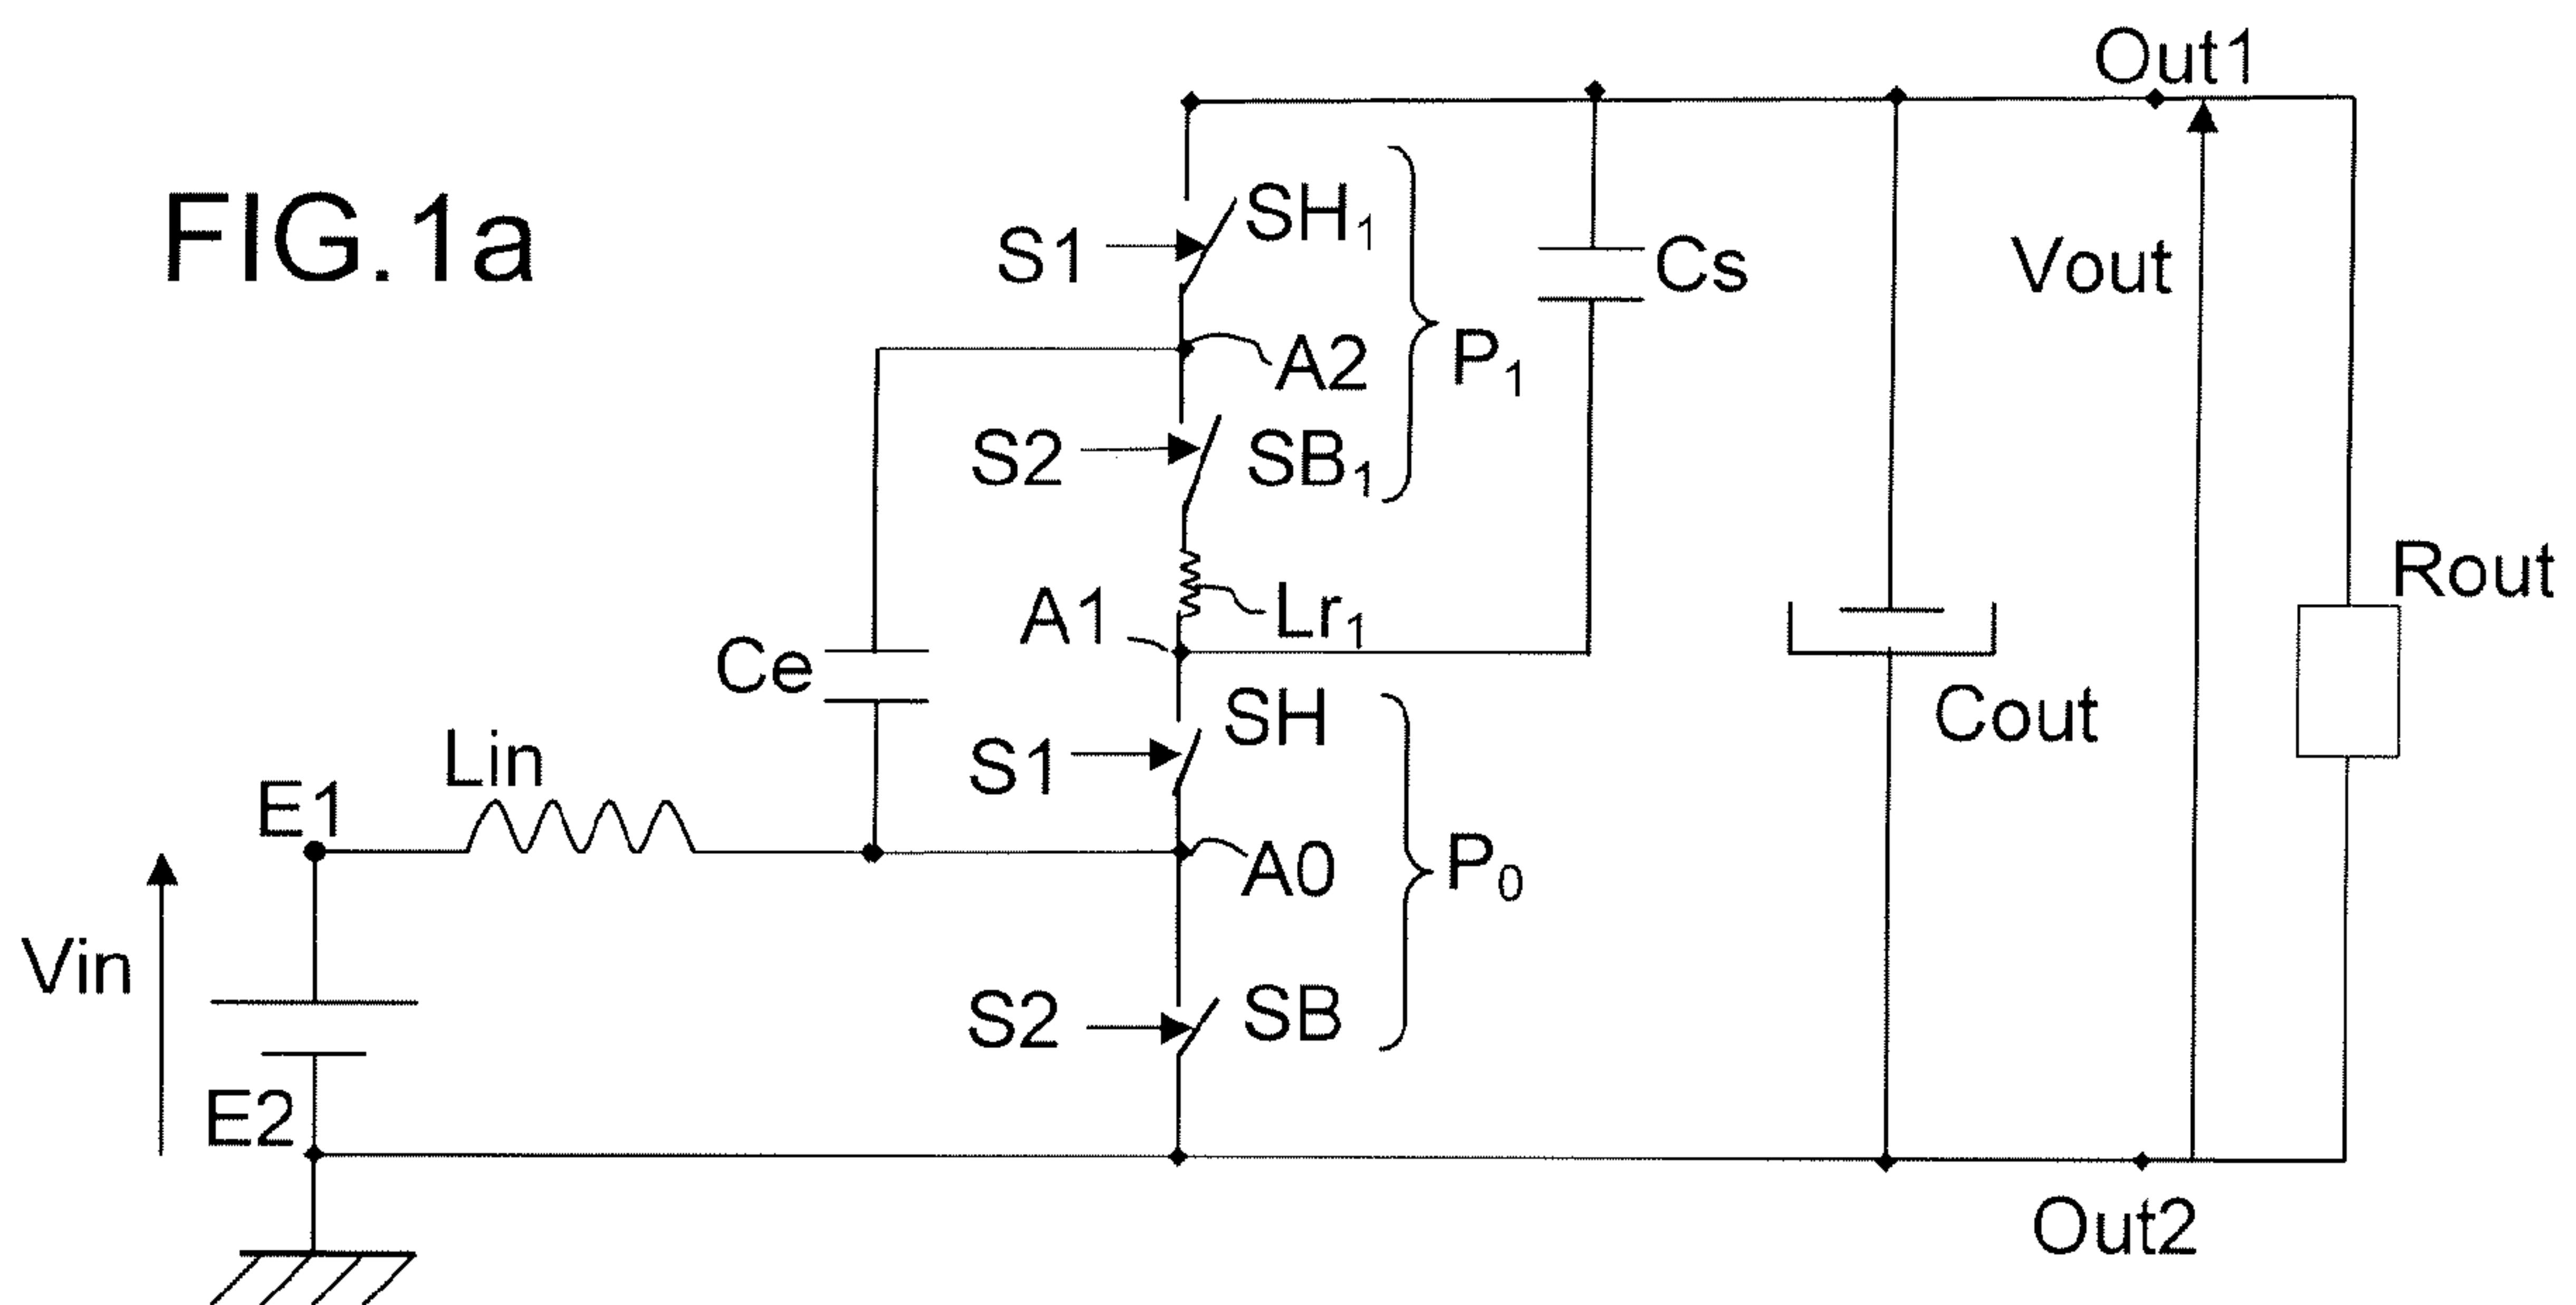 Out1
FIG.1a
S1
SH1
Cs
Vout
A2
P1
S2
SB1
Rout
A1
Lr1
Ce
SH
Cout
Lin
S1
E1
A0
P0
Vin
S2
SB
E2
Out2